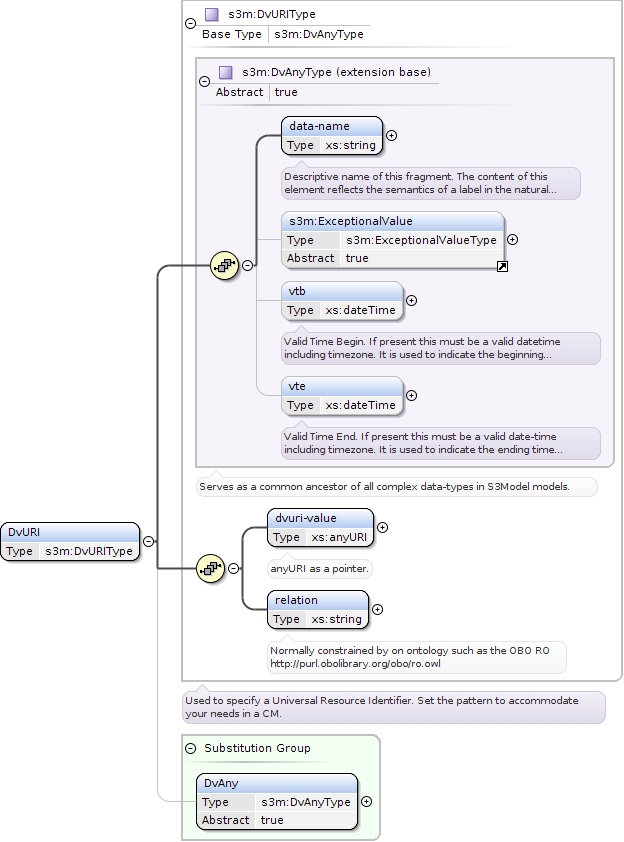 s3m:DvURIType
Base Type s3m:DvAnyType
s3m:DvAnyType (extension base)
Abstract true
data-name
Type xs:string
Descriptive name of this fragment. The content of this
element reflects the semantics of a label in the natural...
s3m:ExceptionalValue
Type s3m:ExceptionalValueType
Abstract true
vtb
Type xs:dateTime
Valid Time Begin. If present this must be a valid datetime
including timezone. It is used to indicate the beginning...
vte
Type xs:dateTime
Valid Time End. If present this must be a valid date-time
including timezone. It is used to indicate the ending time...
Serves as a common ancestor of all complex data-types in S3Model models.
DvURI
Type s3m:DvURIType
dvuri-value
Type xs:anyURI
anyURI as a pointer.
relation
Type xs:string
Normally constrained by on ontology such as the OBO RO
http://purl.obolibrary.org/obo/ro.owl
Used to specify a Universal Resource Identifier. Set the pattern to accommodate
your needs in a CM.
Substitution Group
DvAny
Type s3m:DvAnyType
Abstract true